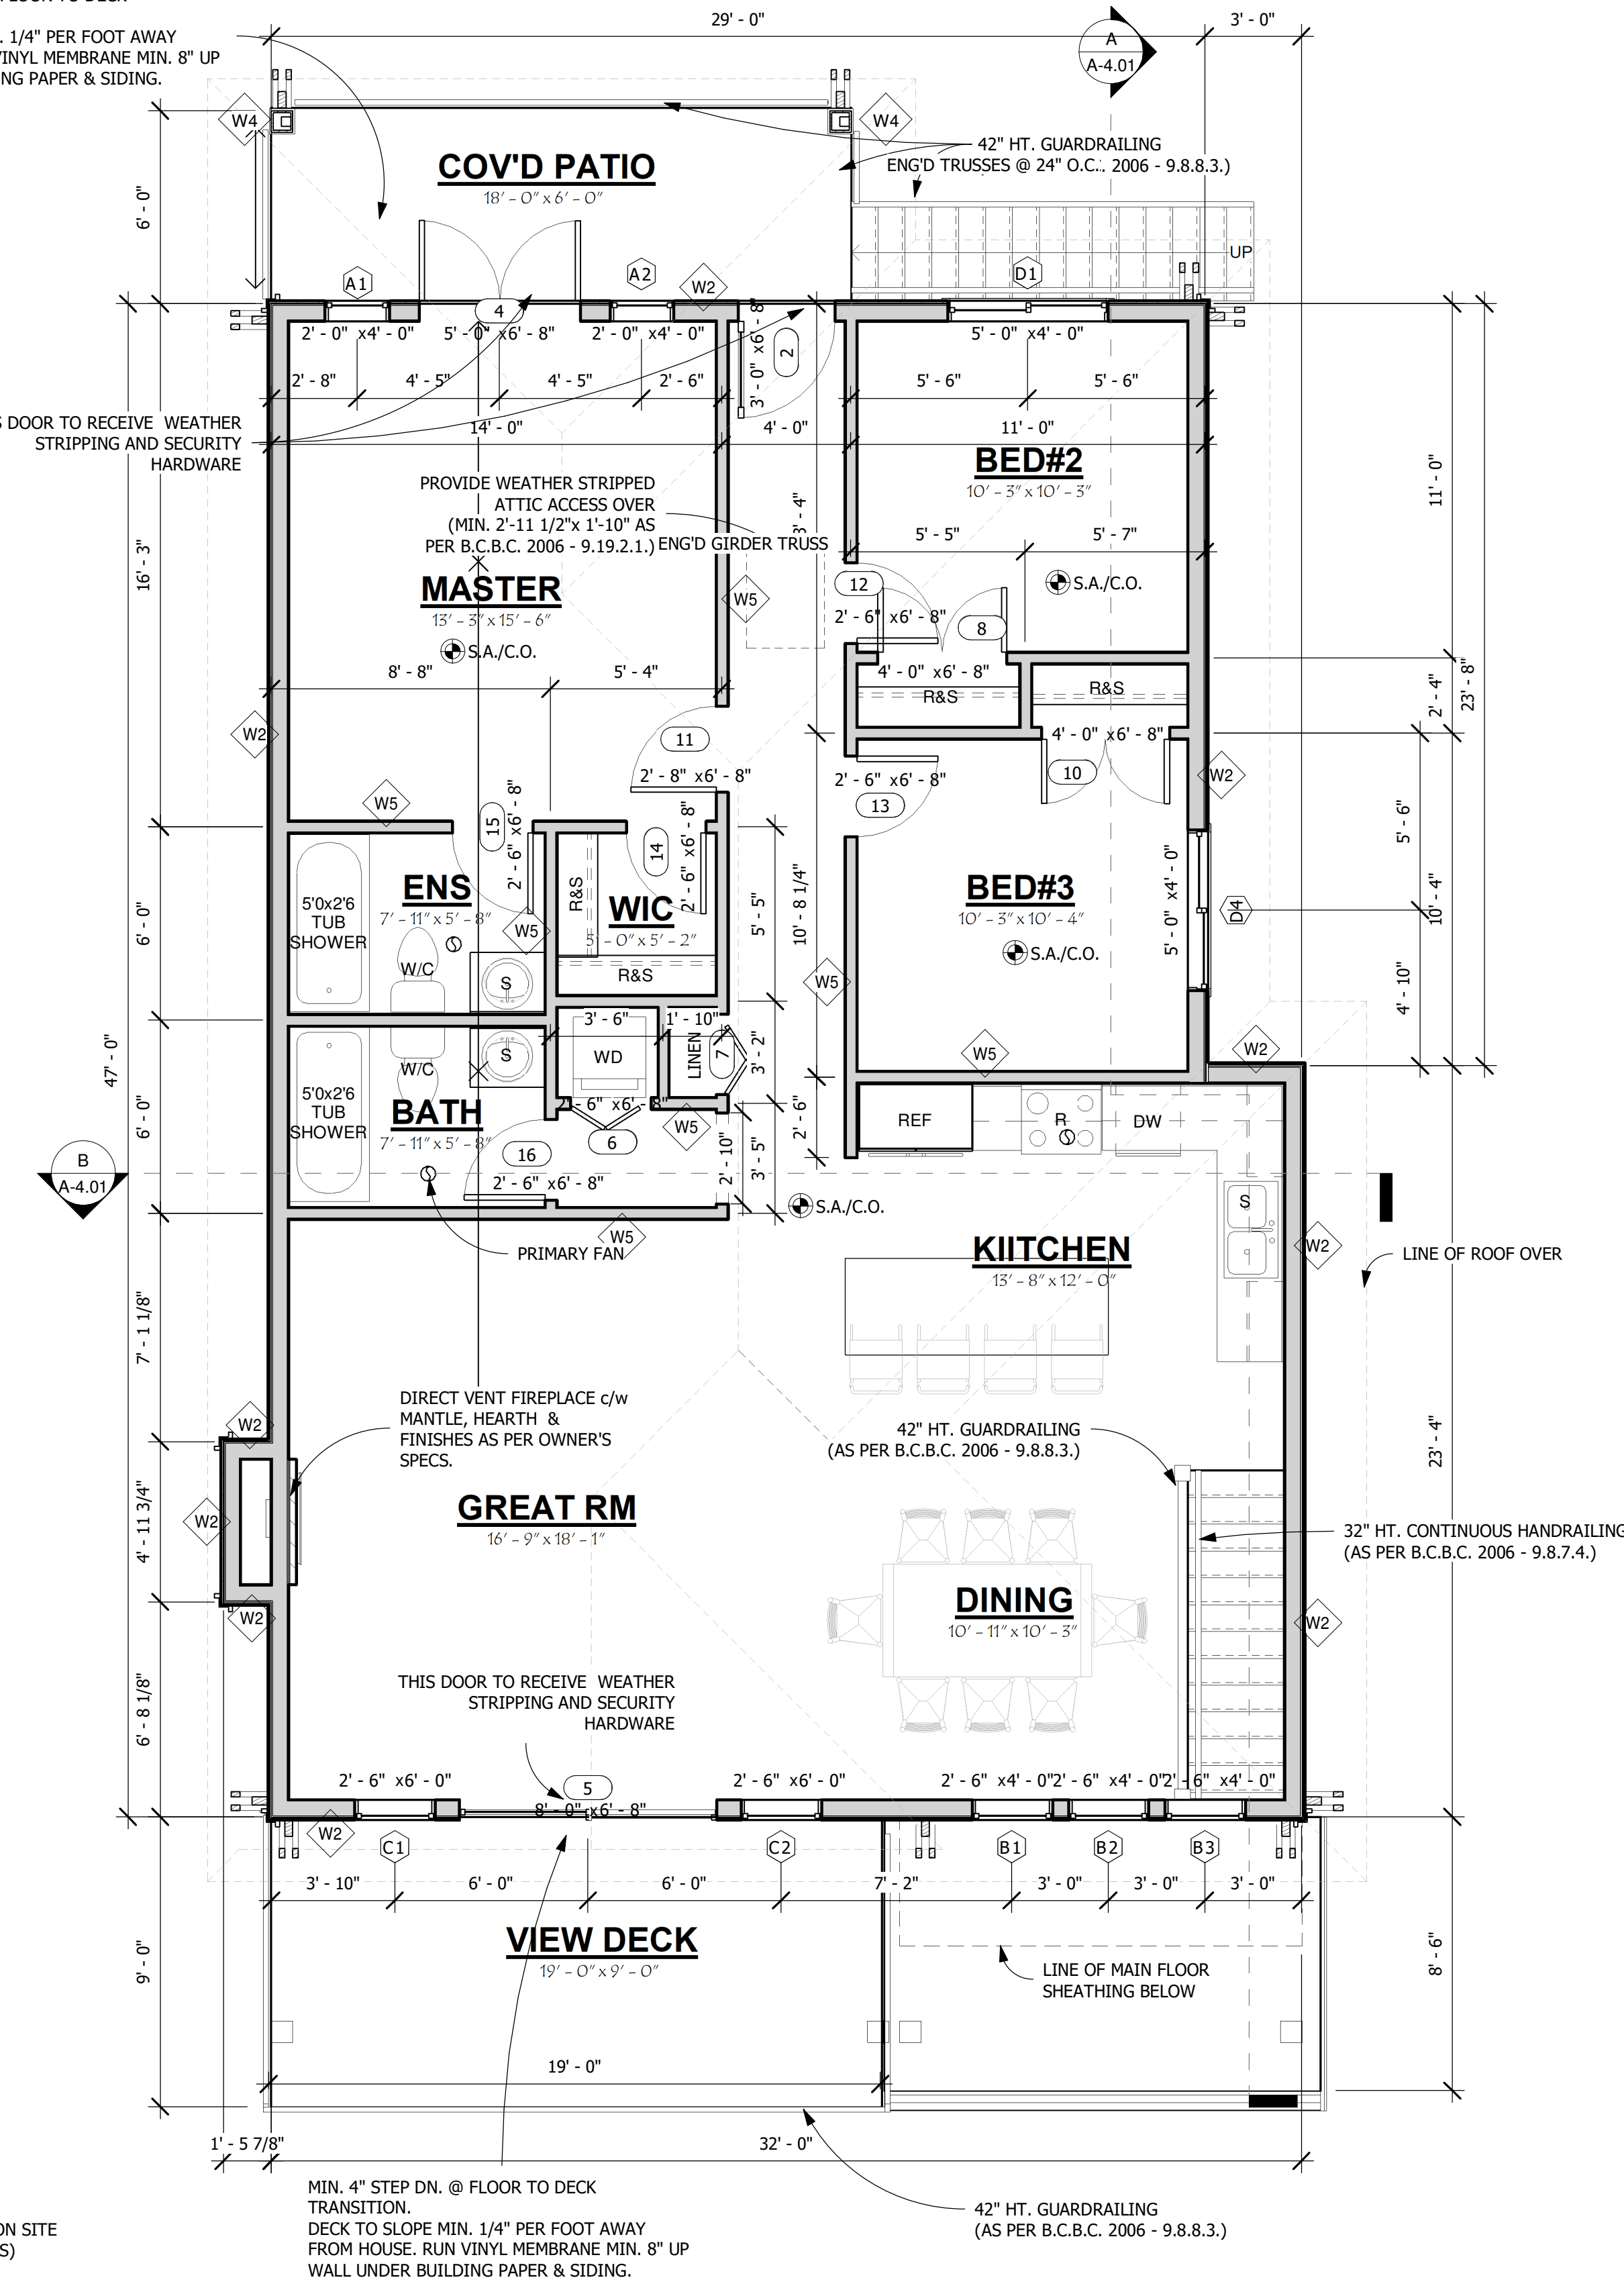 . 1/4" PER FOOT AWAY
VINYL MEMBRANE MIN. 8" UP
NG PAPER & SIDING.
29' - 0"
3' - 0"
A
A-4.01
W4
W4
COV'D PATIO
18' - 0" x 6' - 0"
42" HT. GUARDRAILING
ENG'D TRUSSES @ 24" O.C.. 2006 - 9.8.8.3.)
6' - 0"
UP
A1
A2
W2
D1
4
2' - 0" x4' - 0"
5' - 0" x6' - 8"
2' - 0" x4' - 0"
3' - 0" x6' - 8"
2
5' - 0" x4' - 0"
2' - 8"
4' - 5"
4' - 5"
2' - 6"
5' - 6"
5' - 6"
S DOOR TO RECEIVE WEATHER
STRIPPING AND SECURITY
HARDWARE
14' - 0"
4' - 0"
11' - 0"
BED#2
10' - 3" x 10' - 3"
PROVIDE WEATHER STRIPPED
ATTIC ACCESS OVER
(MIN. 2'-11 1/2"x 1'-10" AS
PER B.C.B.C. 2006 - 9.19.2.1.)
ENG'D GIRDER TRUSS
' - 4"
5' - 5"
5' - 7"
11' - 0"
16' - 3"
MASTER
13' - 3" x 15' - 6"
S.A./C.O.
W5
12
2' - 6" x6' - 8"
8
S.A./C.O.
8' - 8"
5' - 4"
4' - 0" x6' - 8"
R&S
R&S
2' - 4"
23' - 8"
W2
11
2' - 8" x6' - 8"
4' - 0" x6' - 8"
10
2' - 6" x6' - 8"
13
W2
W5
15
2' - 6" x6' - 8"
14
2' - 6" x6' - 8"
5' - 6"
ENS
7' - 11" x 5' - 8"
5'0x2'6
TUB
SHOWER
W/C
S
W5
R&S
WIC
5' - 0" x 5' - 2"
R&S
5' - 5"
10' - 8 1/4"
BED#3
10' - 3" x 10' - 4"
S.A./C.O.
5' - 0" x4' - 0"
D4
10' - 4"
4' - 10"
6' - 0"
W5
47' - 0"
3' - 6"
1' - 10"
WD
LINEN
7
3' - 2"
W5
W2
5'0x2'6
TUB
SHOWER
W/C
S
BATH
7' - 11" x 5' - 8"
2' - 6" x6' - 8"
6
W5
2' - 6"
REF
R
DW
6' - 0"
16
2' - 6" x6' - 8"
2' - 10"
3' - 5"
B
A-4.01
S.A./C.O.
S
W5
PRIMARY FAN
KIITCHEN
13' - 8" x 12' - 0"
W2
LINE OF ROOF OVER
7' - 1 1/8"
DIRECT VENT FIREPLACE c/w
MANTLE, HEARTH &
FINISHES AS PER OWNER'S
SPECS.
W2
42" HT. GUARDRAILING
(AS PER B.C.B.C. 2006 - 9.8.8.3.)
23' - 4"
GREAT RM
16' - 9" x 18' - 1"
W2
4' - 11 3/4"
32" HT. CONTINUOUS HANDRAILING
(AS PER B.C.B.C. 2006 - 9.8.7.4.)
DINING
10' - 11" x 10' - 3"
W2
W2
THIS DOOR TO RECEIVE WEATHER
STRIPPING AND SECURITY
HARDWARE
6' - 8 1/8"
2' - 6" x6' - 0"
5
8' - 0" x6' - 8"
2' - 6" x6' - 0"
2' - 6" x4' - 0"
2' - 6" x4' - 0"
2' - 6" x4' - 0"
W2
C1
C2
B1
B2
B3
3' - 10"
6' - 0"
6' - 0"
7' - 2"
3' - 0"
3' - 0"
3' - 0"
VIEW DECK
19' - 0" x 9' - 0"
9' - 0"
8' - 6"
LINE OF MAIN FLOOR
SHEATHING BELOW
19' - 0"
1' - 5 7/8"
32' - 0"
MIN. 4" STEP DN. @ FLOOR TO DECK
TRANSITION.
DECK TO SLOPE MIN. 1/4" PER FOOT AWAY
FROM HOUSE. RUN VINYL MEMBRANE MIN. 8" UP
WALL UNDER BUILDING PAPER & SIDING.
42" HT. GUARDRAILING
(AS PER B.C.B.C. 2006 - 9.8.8.3.)
ON SITE
S)